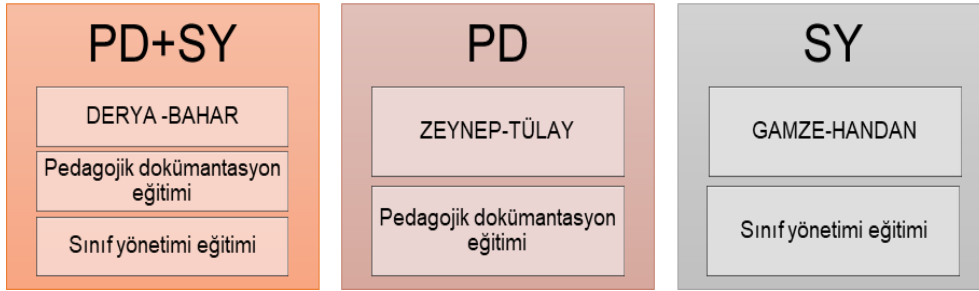 PD+SY
DERYA -BAHAR
Pedagojik dokümantasyon
eğitimi
Sınıf yönetimi eğitimi
PD
ZEYNEP-TÜLAY
Pedagojik dokümantasyon
eğitimi
SY
GAMZE-HANDAN
Sınıf yönetimi eğitimi